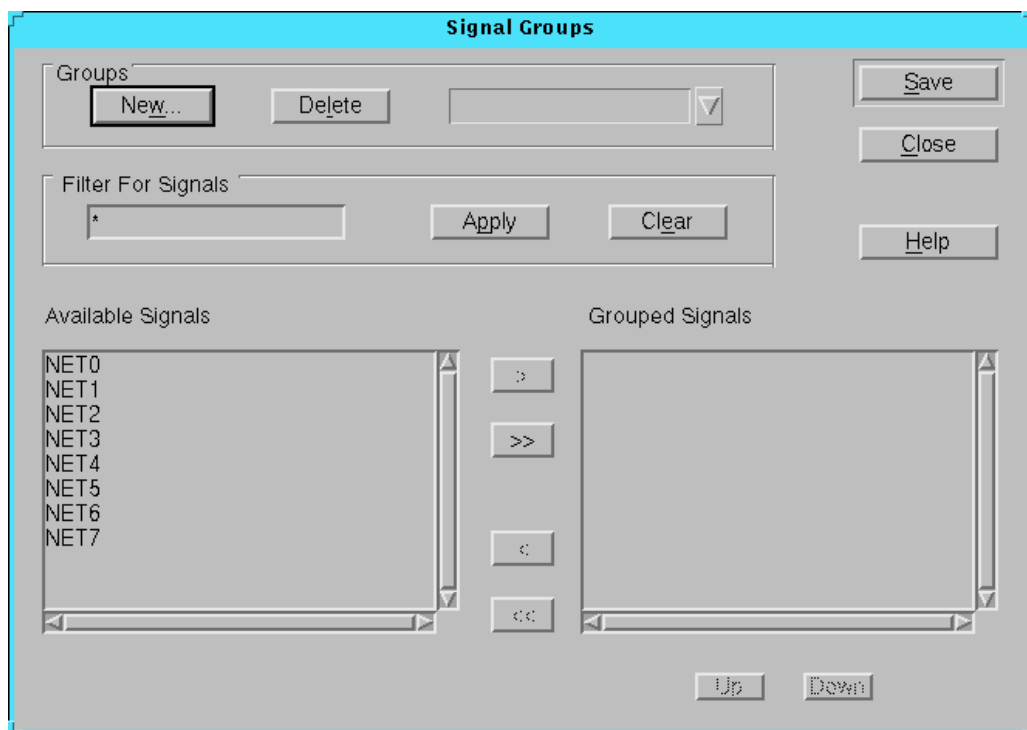 Signal Groups
Groups
New...
Delete
Save
Close
Filter For Signals
*
Apply
Clear
Help
Available Signals
Grouped Signals
NET0
NET1
NET2
NET3
NET4
NET5
NET6
NET7
>
>>
<
<<
Up
Down